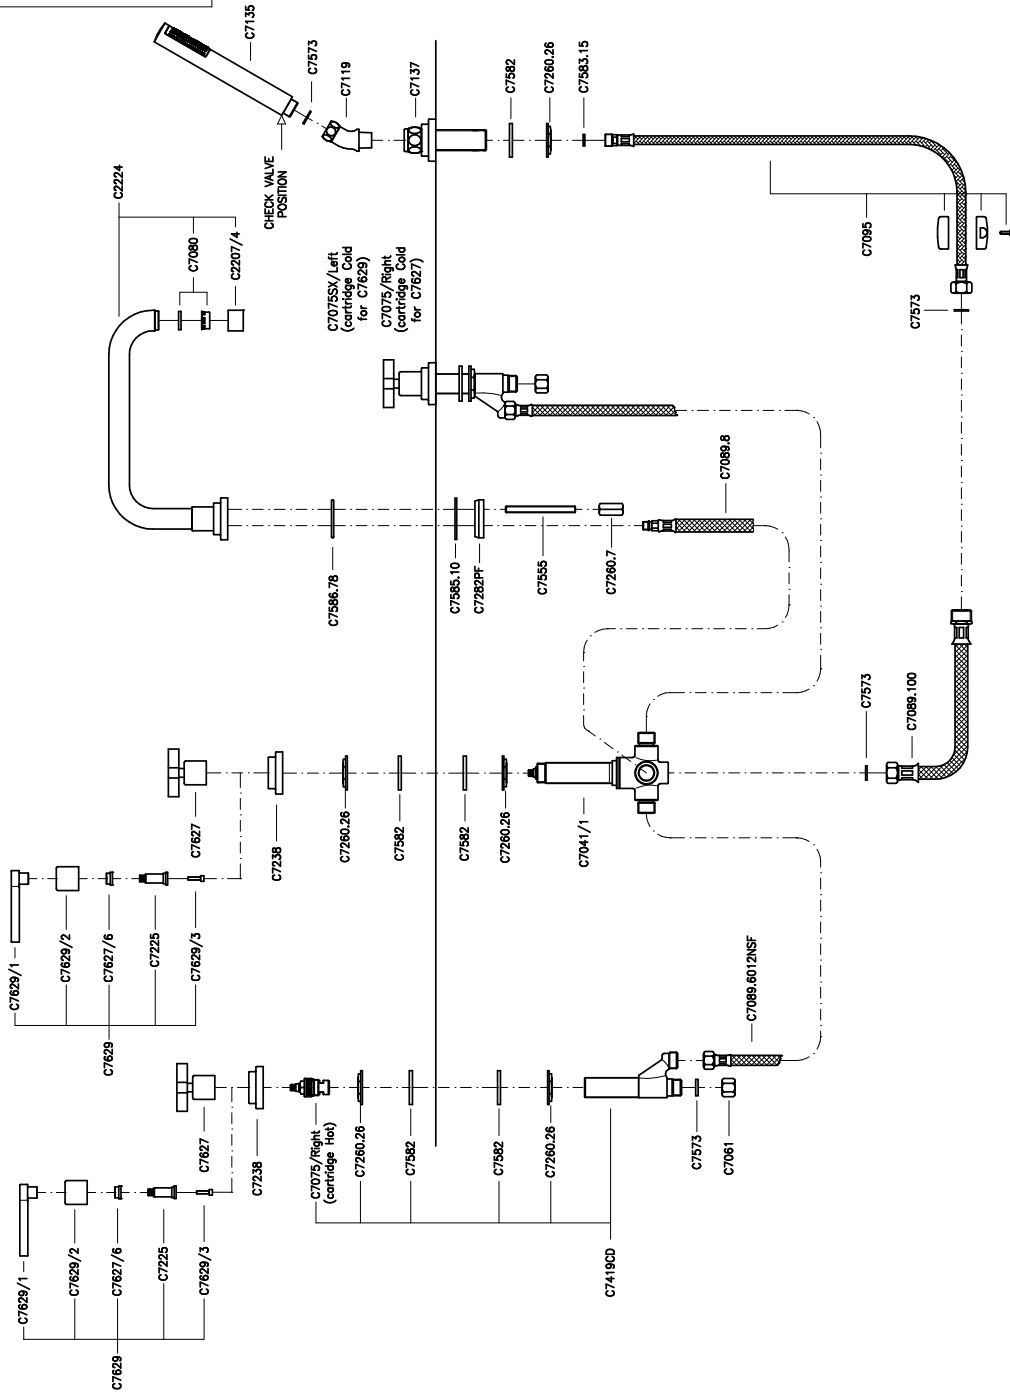 C7135
C7573
C7119
C7137
C7582
C7260.26
C7583.15
CHECK VALVE
POSITION
C2224
C7080
C2207/4
C7075SX/Left
(cartridge Cold
for C7629)
C7075/Right
(cartridge Cold
for C7627)
C7095
C7573
C7586.78
C7585.10
C7282PF
C7555
C7260.7
C7089.8
C7629/1
C7629/2
C7627/6
C7225
C7629/3
C7629
C7627
C7238
C7260.26
C7582
C7582
C7260.26
C7041/1
C7573
C7089.100
C7629/1
C7629/2
C7627/6
C7225
C7629/3
C7629
C7627
C7238
C7075/Right
(cartridge Hot)
C7260.26
C7582
C7582
C7260.26
C7419CD
C7573
C7061
C7089.6012NSF